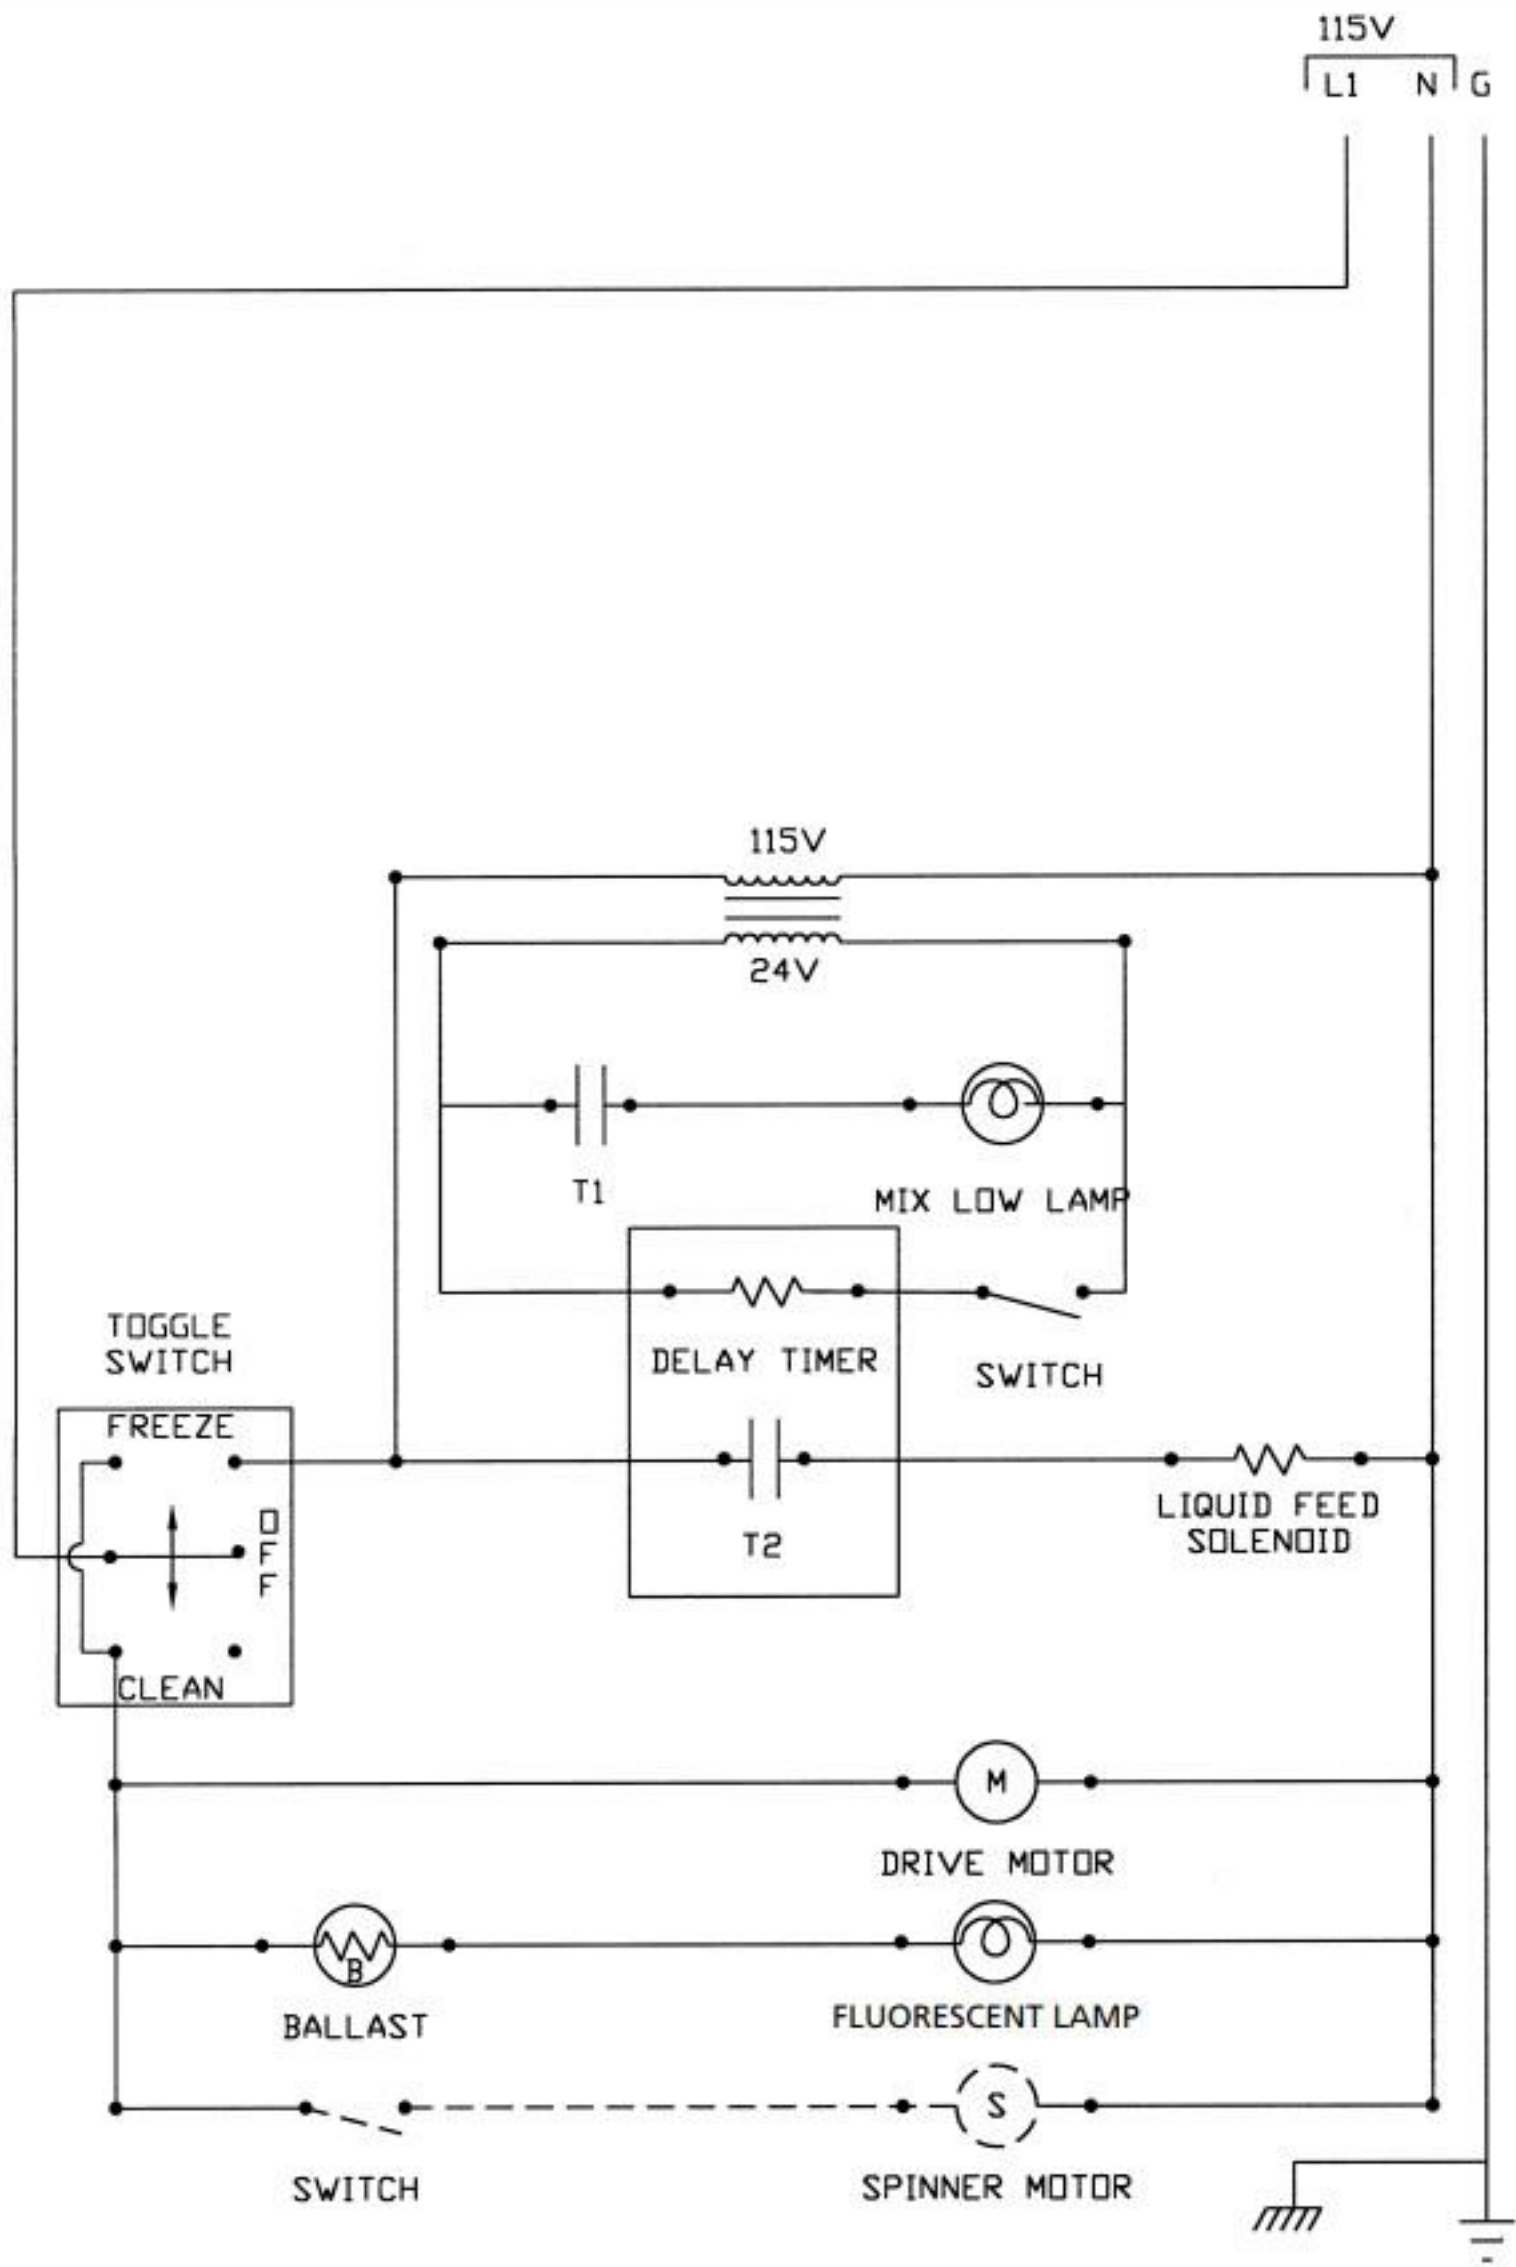 115V
L1 N G
115V
24V
T1
MIX LOW LAMP
DELAY TIMER
SWITCH
TOGGLE
SWITCH
FREEZE
OFF
CLEAN
T2
LIQUID FEED
SOLENOID
M
DRIVE MOTOR
B
BALLAST
FLUORESCENT LAMP
S
SWITCH
SPINNER MOTOR